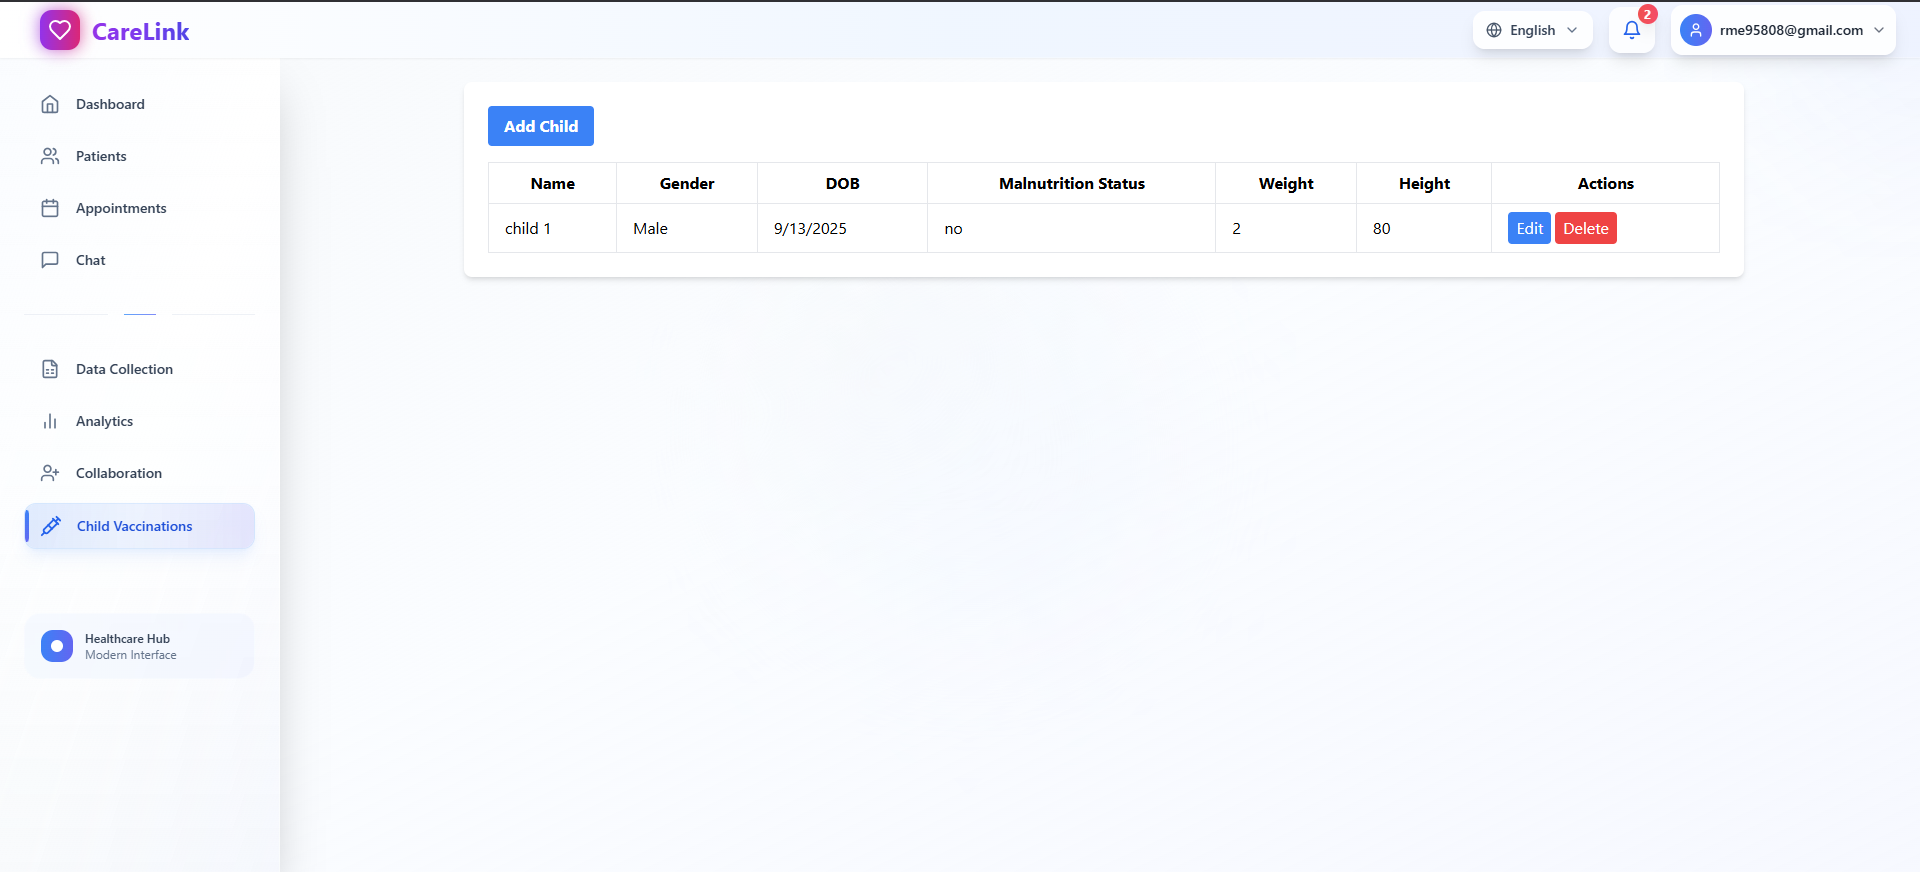 CareLink
English
2
rme95808@gmail.com
Dashboard
Patients
Appointments
Chat
Data Collection
Analytics
Collaboration
Child Vaccinations
Healthcare Hub
Modern Interface
Add Child
Name Gender DOB Malnutrition Status Weight Height Actions
child 1 Male 9/13/2025 no 2 80 Edit Delete